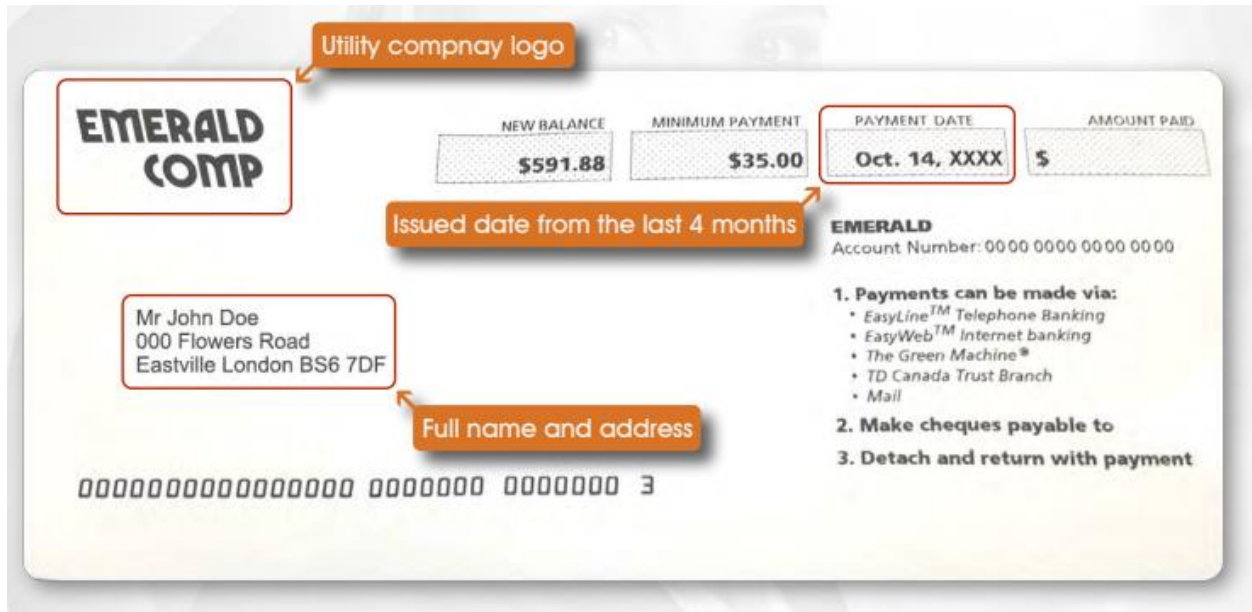 Utility compnay logo
EMERALD
COMP
NEW BALANCE
$591.88
MINIMUM PAYMENT
$35.00
PAYMENT DATE
Oct. 14, XXXX
AMOUNT PAID
$
Issued date from the last 4 months
EMERALD
Account Number: 0000 0000 0000 0000
Mr John Doe
000 Flowers Road
Eastville London BS6 7DF
Full name and address
1. Payments can be made via:
• EasyLine™ Telephone Banking
• EasyWeb™ Internet banking
• The Green Machine®
• TD Canada Trust Branch
• Mail
2. Make cheques payable to
3. Detach and return with payment
0000000000000000 0000000 0000000 3